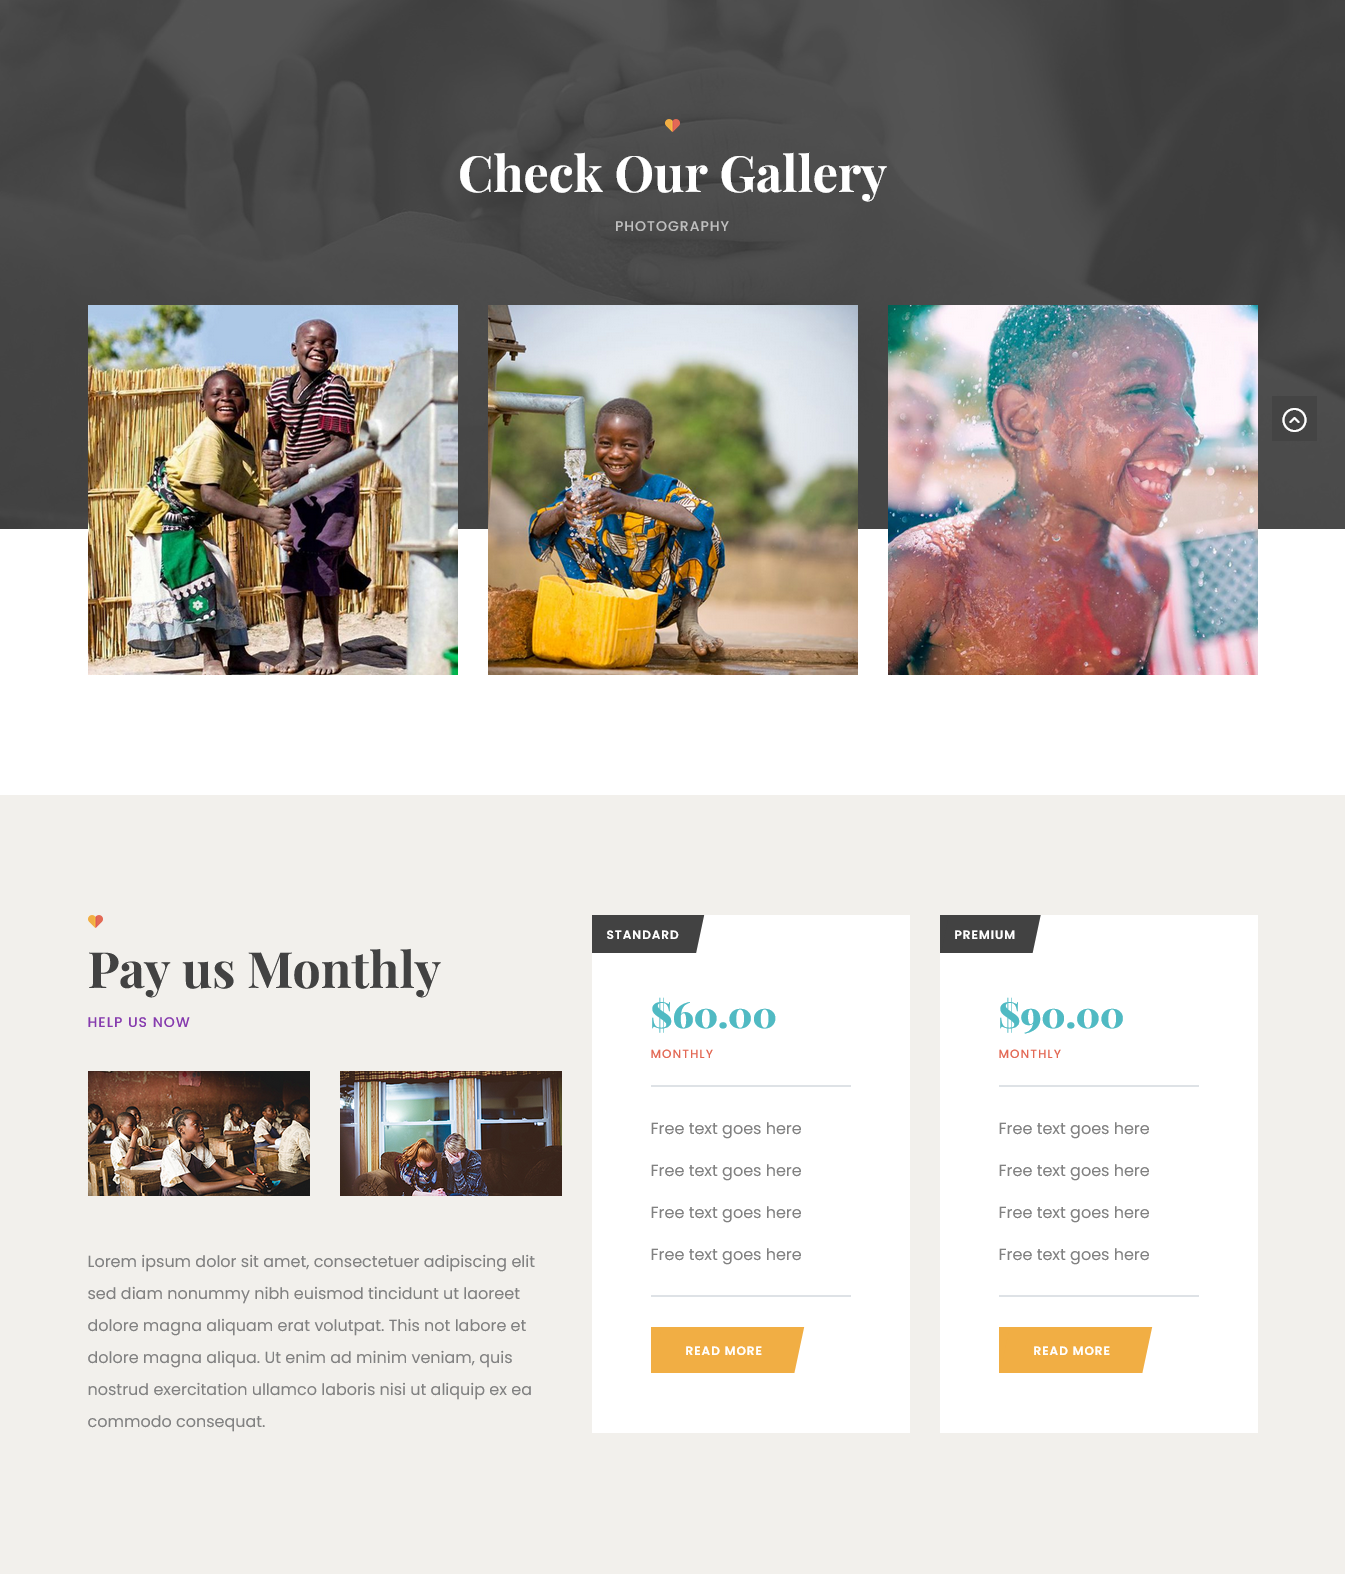 Check Our Gallery
PHOTOGRAPHY
Pay us Monthly
HELP US NOW
Lorem ipsum dolor sit amet, consectetuer adipiscing elit
sed diam nonummy nibh euismod tincidunt ut laoreet
dolore magna aliquam erat volutpat. This not labore et
dolore magna aliqua. Ut enim ad minim veniam, quis
nostrud exercitation ullamco laboris nisi ut aliquip ex ea
commodo consequat.
STANDARD
$60.00
MONTHLY
Free text goes here
Free text goes here
Free text goes here
Free text goes here
READ MORE
PREMIUM
$90.00
MONTHLY
Free text goes here
Free text goes here
Free text goes here
Free text goes here
READ MORE